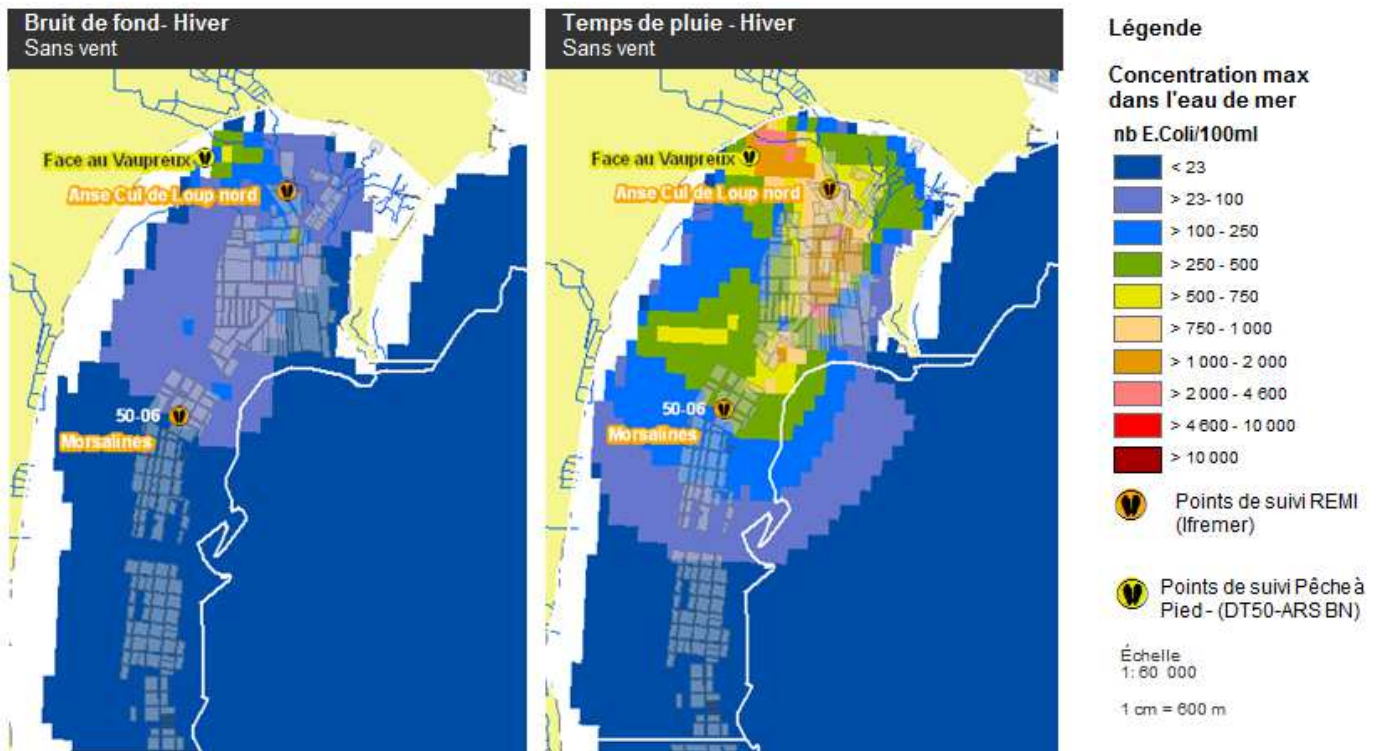 Bruit de fond- Hiver
Sans vent
Face au Vaupreux
Anse Cul de Loup nord
50-06
Morsalines
Temps de pluie - Hiver
Sans vent
Face au Vaupreux
Anse Cul de Loup nord
50-06
Morsalines
Légende
Concentration max
dans l'eau de mer
nb E.Coli/100ml
< 23
> 23- 100
> 100 - 250
> 250 - 500
> 500 - 750
> 750 - 1 000
> 1 000 - 2 000
> 2 000 - 4 600
> 4 600 - 10 000
> 10 000
Points de suivi REMI
(Ifremer)
Points de suivi Pêche à
Pied - (DT50-ARS BN)
Échelle
1: 60 000
1 cm = 600 m